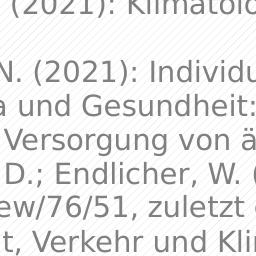 (2021): Klimatolo
N. (2021): Individu
a und Gesundheit:
Versorgung von ä
D.; Endlicher, W. (
ew/76/51, zuletzt
t, Verkehr und Kli